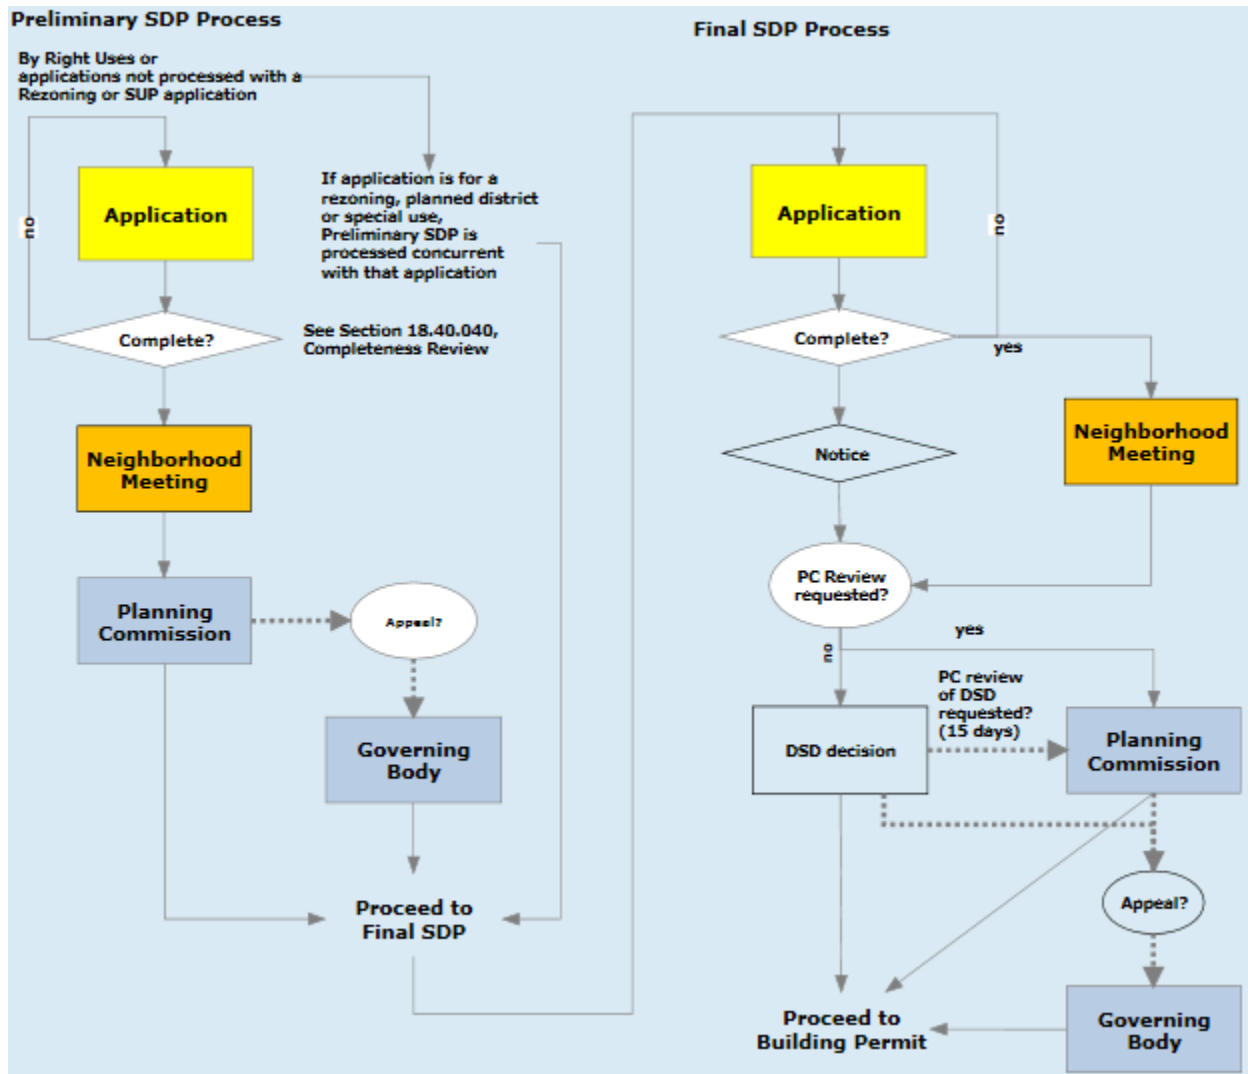 Preliminary SDP Process
By Right Uses or
applications not processed with a
Rezoning or SUP application
no
Application
If application is for a
rezoning, planned district
or special use,
Preliminary SDP is
processed concurrent
with that application
Complete?
See Section 18.40.040,
Completeness Review
Neighborhood
Meeting
Planning
Commission
Appeal?
Governing
Body
Proceed to
Final SDP
Final SDP Process
Application
no
Complete?
yes
Notice
Neighborhood
Meeting
PC Review
requested?
no
yes
DSD decision
PC review
of DSD
requested?
(15 days)
Planning
Commission
Appeal?
Proceed to
Building Permit
Governing
Body